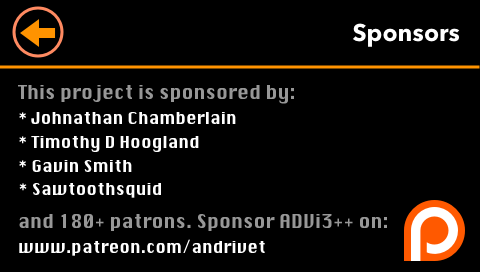 Sponsors
This project is sponsored by:
* Johnathan Chamberlain
* Timothy D Hoogland
* Gavin Smith
* Sawtoothsquid
and 180+ patrons. Sponsor ADVi3++ on:
www.patreon.com/andrivet